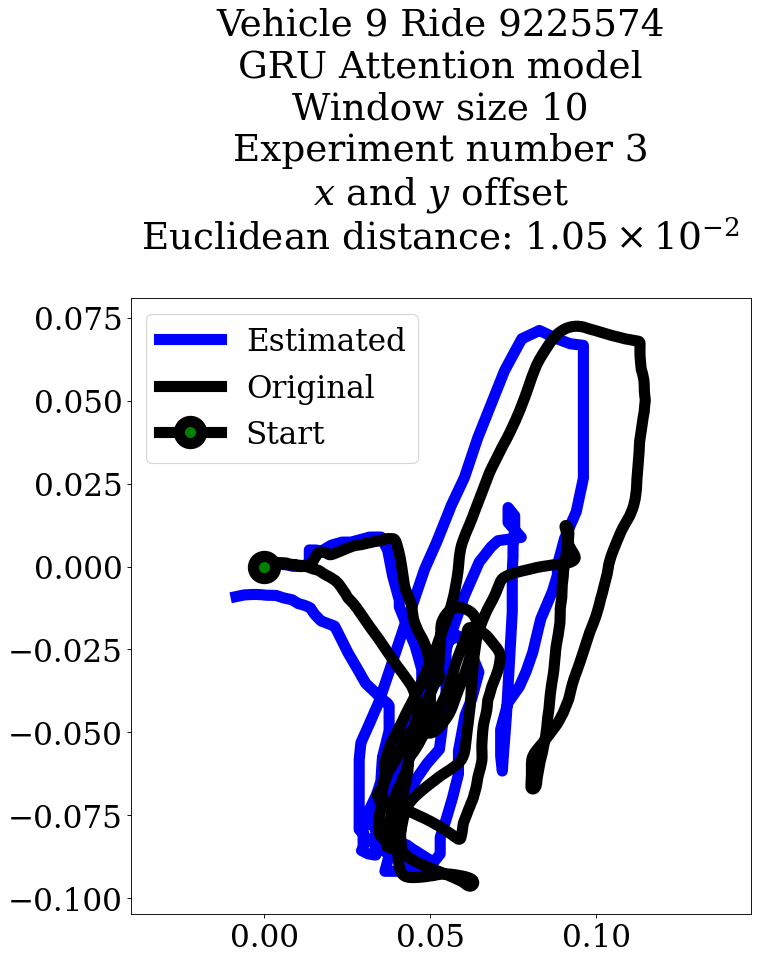 Vehicle 9 Ride 9225574
GRU Attention model
Window size 10
Experiment number 3
x and y offset
Euclidean distance: 1.05 × 10⁻²
Estimated
Original
Start
0.075
0.050
0.025
0.000
−0.025
−0.050
−0.075
−0.100
0.00 0.05 0.10